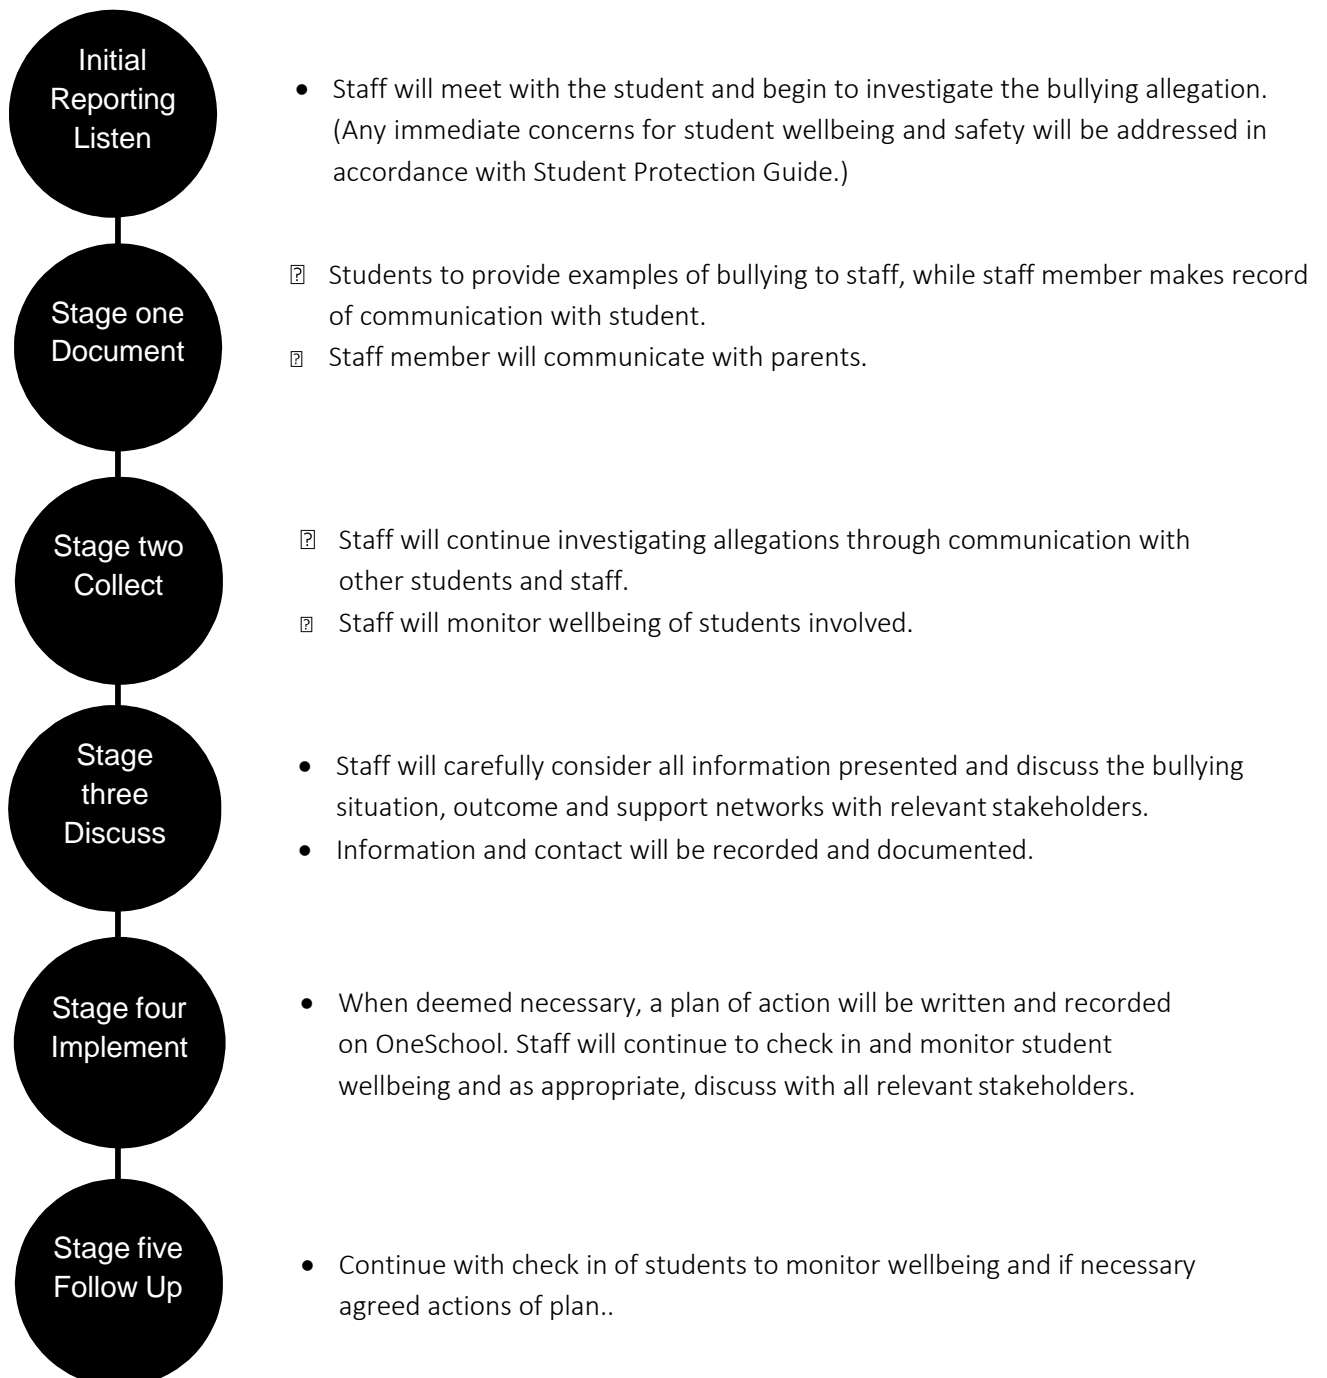 Initial
Reporting
Listen
• Staff will meet with the student and begin to investigate the bullying allegation.
(Any immediate concerns for student wellbeing and safety will be addressed in
accordance with Student Protection Guide.)
Stage one
Document
⍰ Students to provide examples of bullying to staff, while staff member makes record
of communication with student.
⍰ Staff member will communicate with parents.
Stage two
Collect
⍰ Staff will continue investigating allegations through communication with
other students and staff.
⍰ Staff will monitor wellbeing of students involved.
Stage
three
Discuss
• Staff will carefully consider all information presented and discuss the bullying
situation, outcome and support networks with relevant stakeholders.
• Information and contact will be recorded and documented.
Stage four
Implement
• When deemed necessary, a plan of action will be written and recorded
on OneSchool. Staff will continue to check in and monitor student
wellbeing and as appropriate, discuss with all relevant stakeholders.
Stage five
Follow Up
• Continue with check in of students to monitor wellbeing and if necessary
agreed actions of plan..